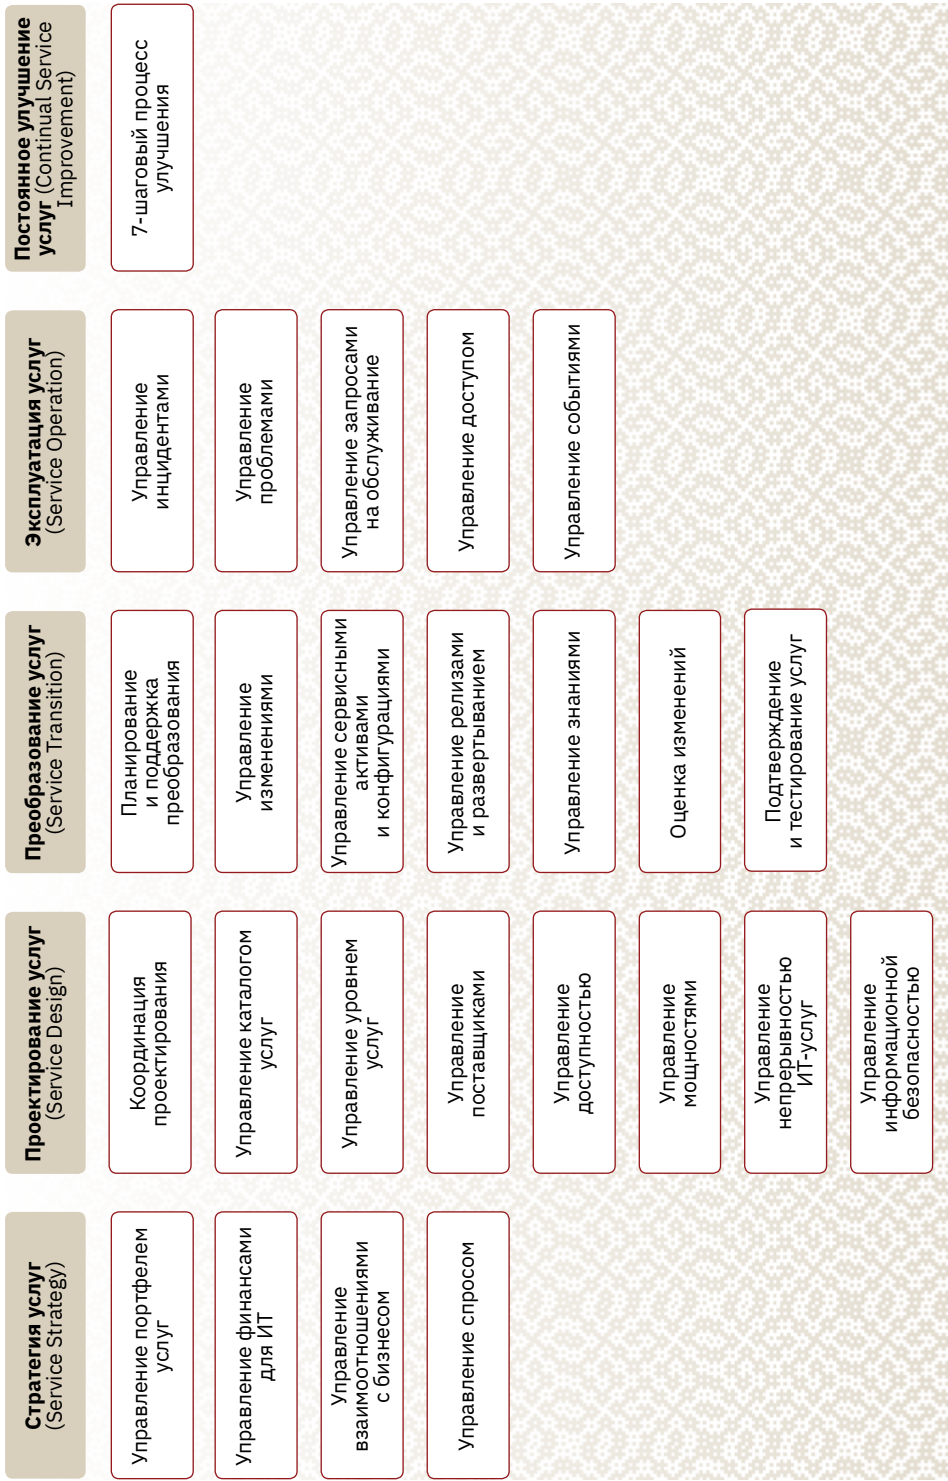 Стратегия услуг
(Service Strategy)
Управление портфелем
услуг
Управление финансами
для ИТ
Управление
взаимоотношениями
с бизнесом
Управление спросом
Проектирование услуг
(Service Design)
Координация
проектирования
Управление каталогом
услуг
Управление уровнем
услуг
Управление
поставщиками
Управление
доступностью
Управление
мощностями
Управление
непрерывностью
ИТ-услуг
Управление
информационной
безопасностью
Преобразование услуг
(Service Transition)
Планирование
и поддержка
преобразования
Управление
изменениями
Управление сервисными
активами
и конфигурациями
Управление релизами
и развертыванием
Управление знаниями
Оценка изменений
Подтверждение
и тестирование услуг
Эксплуатация услуг
(Service Operation)
Управление
инцидентами
Управление
проблемами
Управление запросами
на обслуживание
Управление доступом
Управление событиями
Постоянное улучшение
услуг (Continual Service
Improvement)
7-шаговый процесс
улучшения